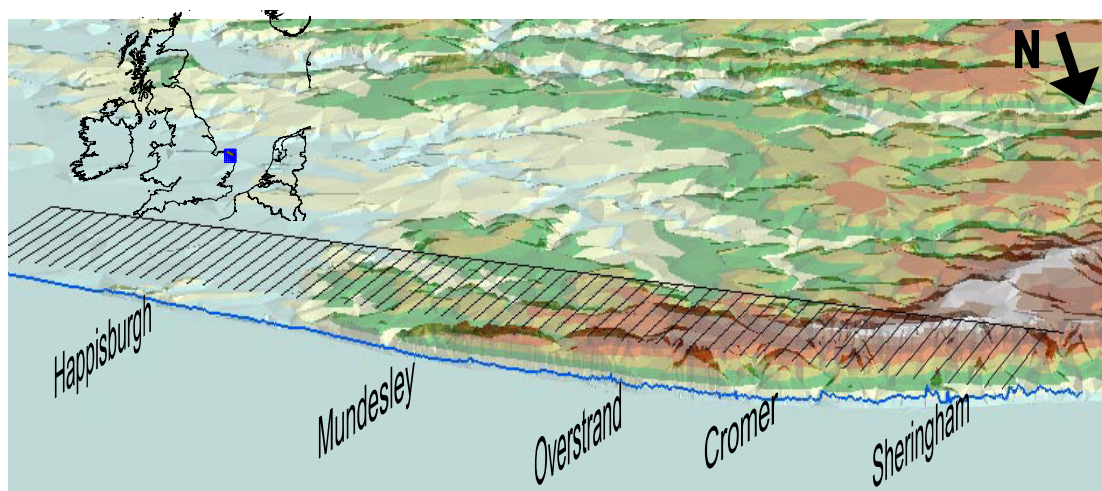 N
Happisburgh
Mundesley
Overstrand
Cromer
Sheringham